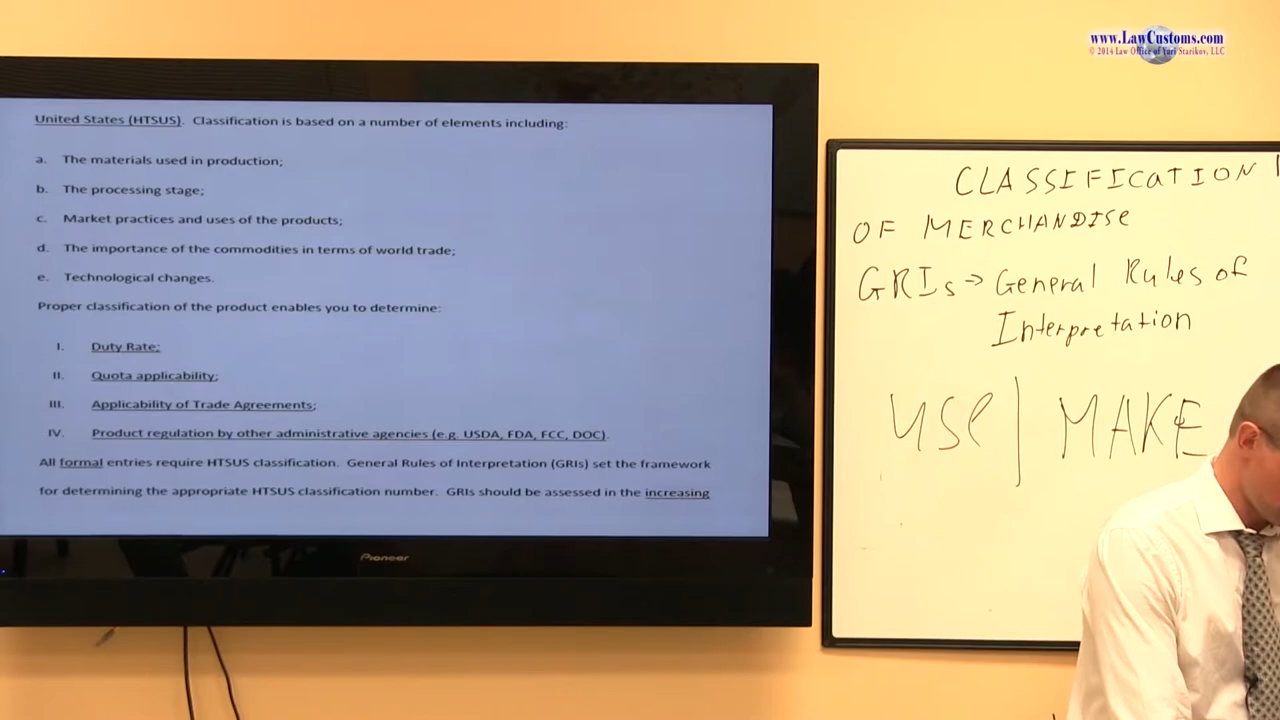 www.LawCustoms.com
© 2014 Law Office of Yuri Starikov, LLC
United States (HTSUS). Classification is based on a number of elements including:
a. The materials used in production;
b. The processing stage;
c. Market practices and uses of the products;
d. The importance of the commodities in terms of world trade;
e. Technological changes.
Proper classification of the product enables you to determine:
I. Duty Rate;
II. Quota applicability;
III. Applicability of Trade Agreements;
IV. Product regulation by other administrative agencies (e.g. USDA, FDA, FCC, DOC).
All formal entries require HTSUS classification. General Rules of Interpretation (GRIs) set the framework
for determining the appropriate HTSUS classification number. GRIs should be assessed in the increasing
Pioneer
CLASSIFICATION
OF MERCHANDISE
GRIs ⇒ General Rules of
Interpretation
USE | MAKE